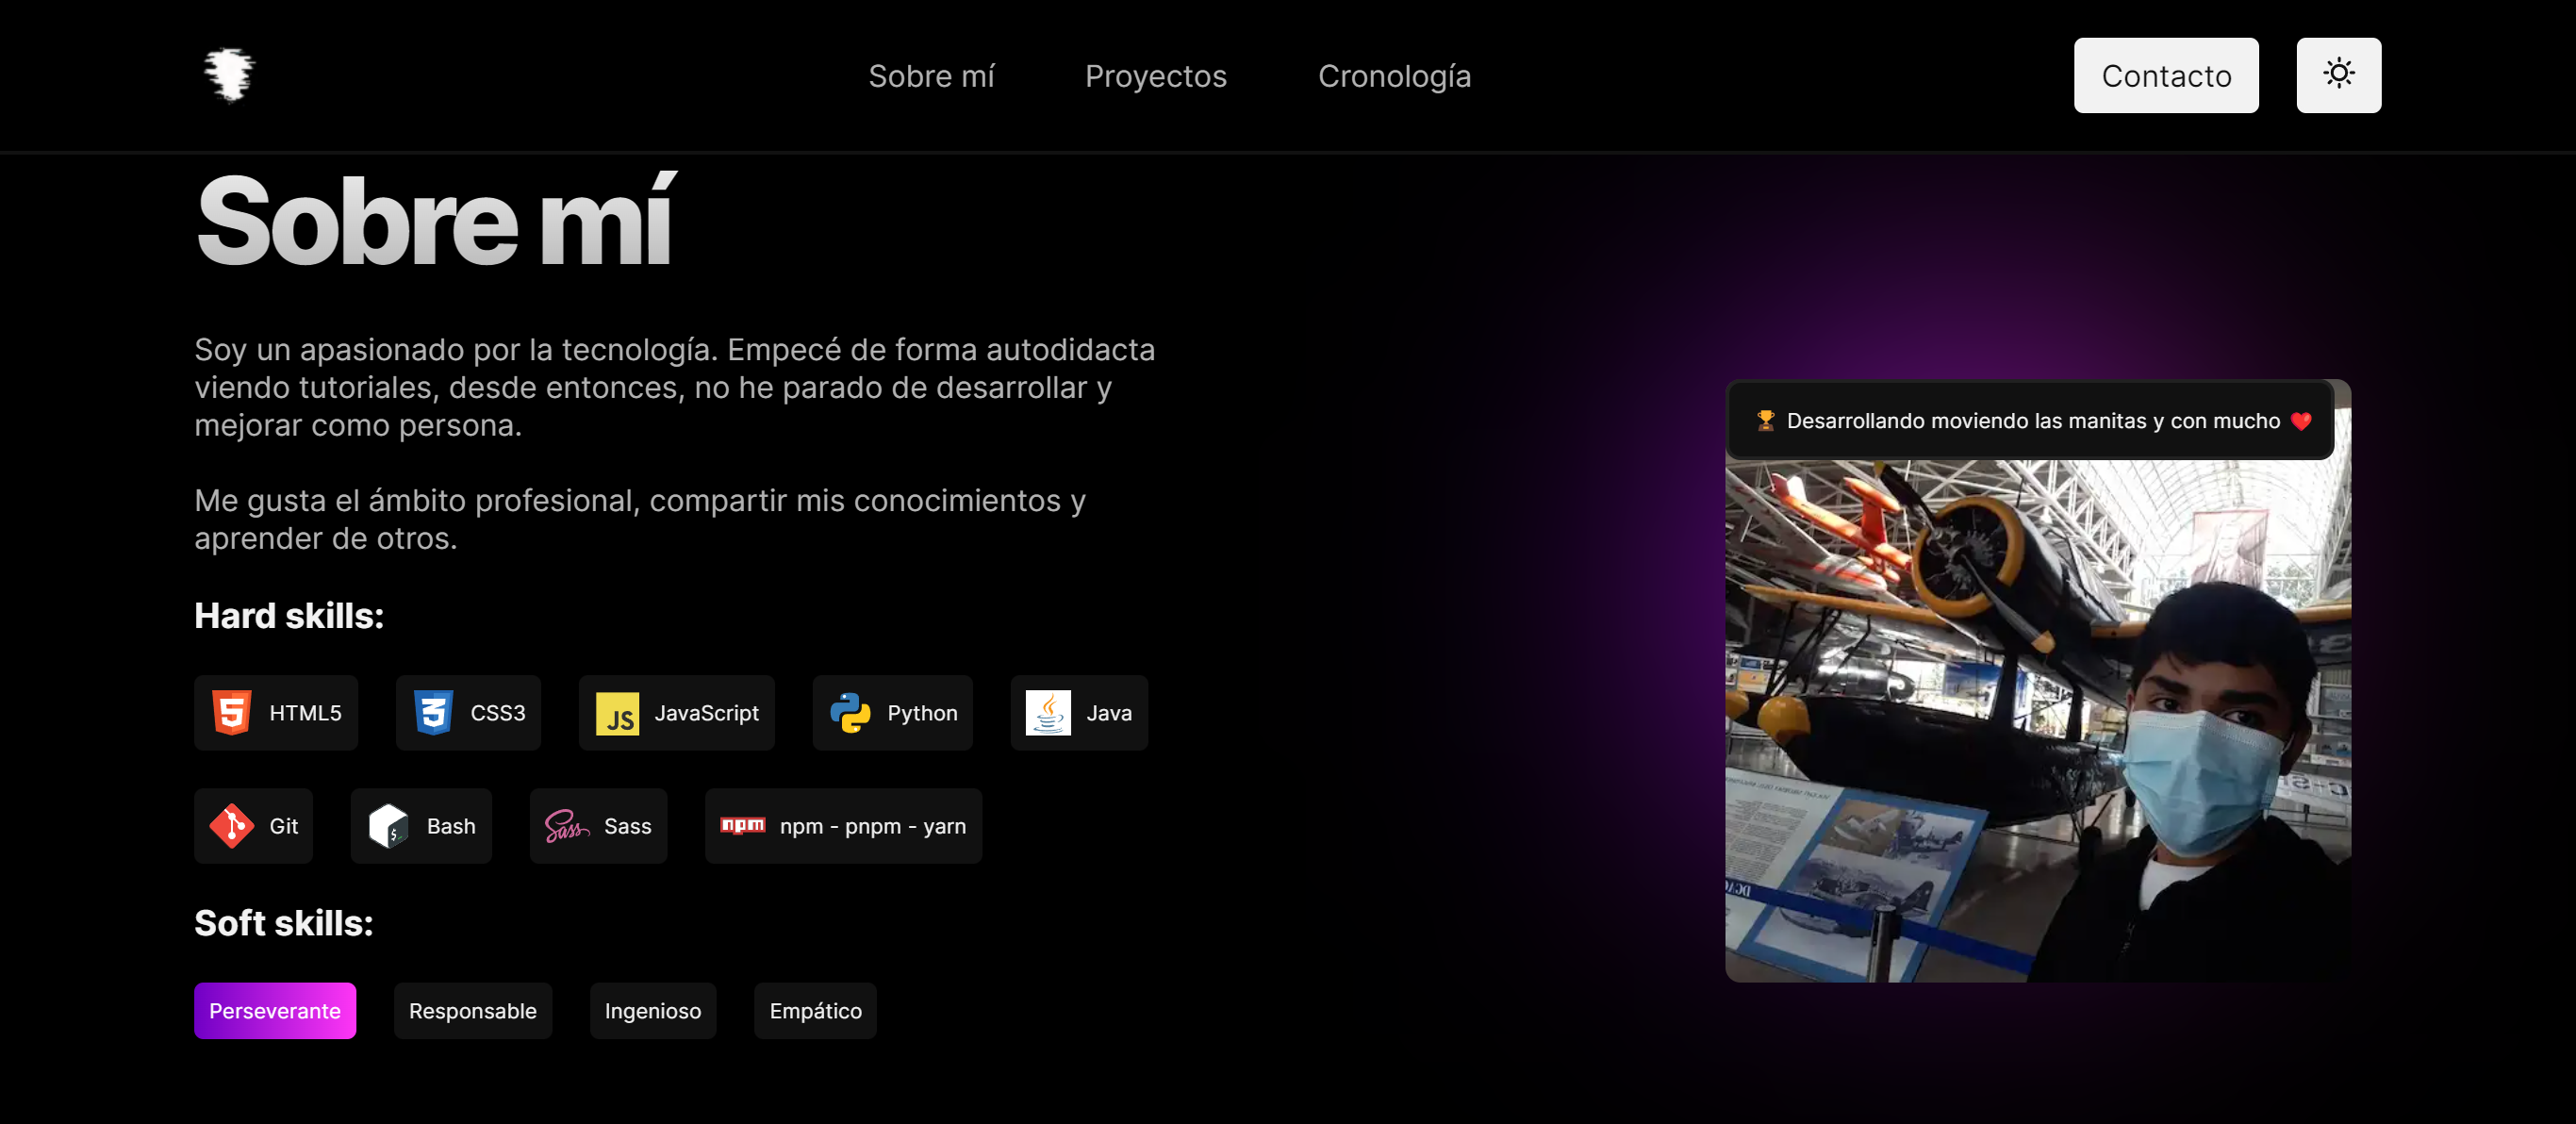 Sobre mí
Proyectos
Cronología
Contacto
Sobre mí
Soy un apasionado por la tecnología. Empecé de forma autodidacta
viendo tutoriales, desde entonces, no he parado de desarrollar y
mejorar como persona.
Me gusta el ámbito profesional, compartir mis conocimientos y
aprender de otros.
Hard skills:
5 HTML5
3 CSS3
JS JavaScript
Python
Java
Git
$ Bash
Sass Sass
npm npm - pnpm - yarn
Soft skills:
Perseverante
Responsable
Ingenioso
Empático
🏆 Desarrollando moviendo las manitas y con mucho ❤️